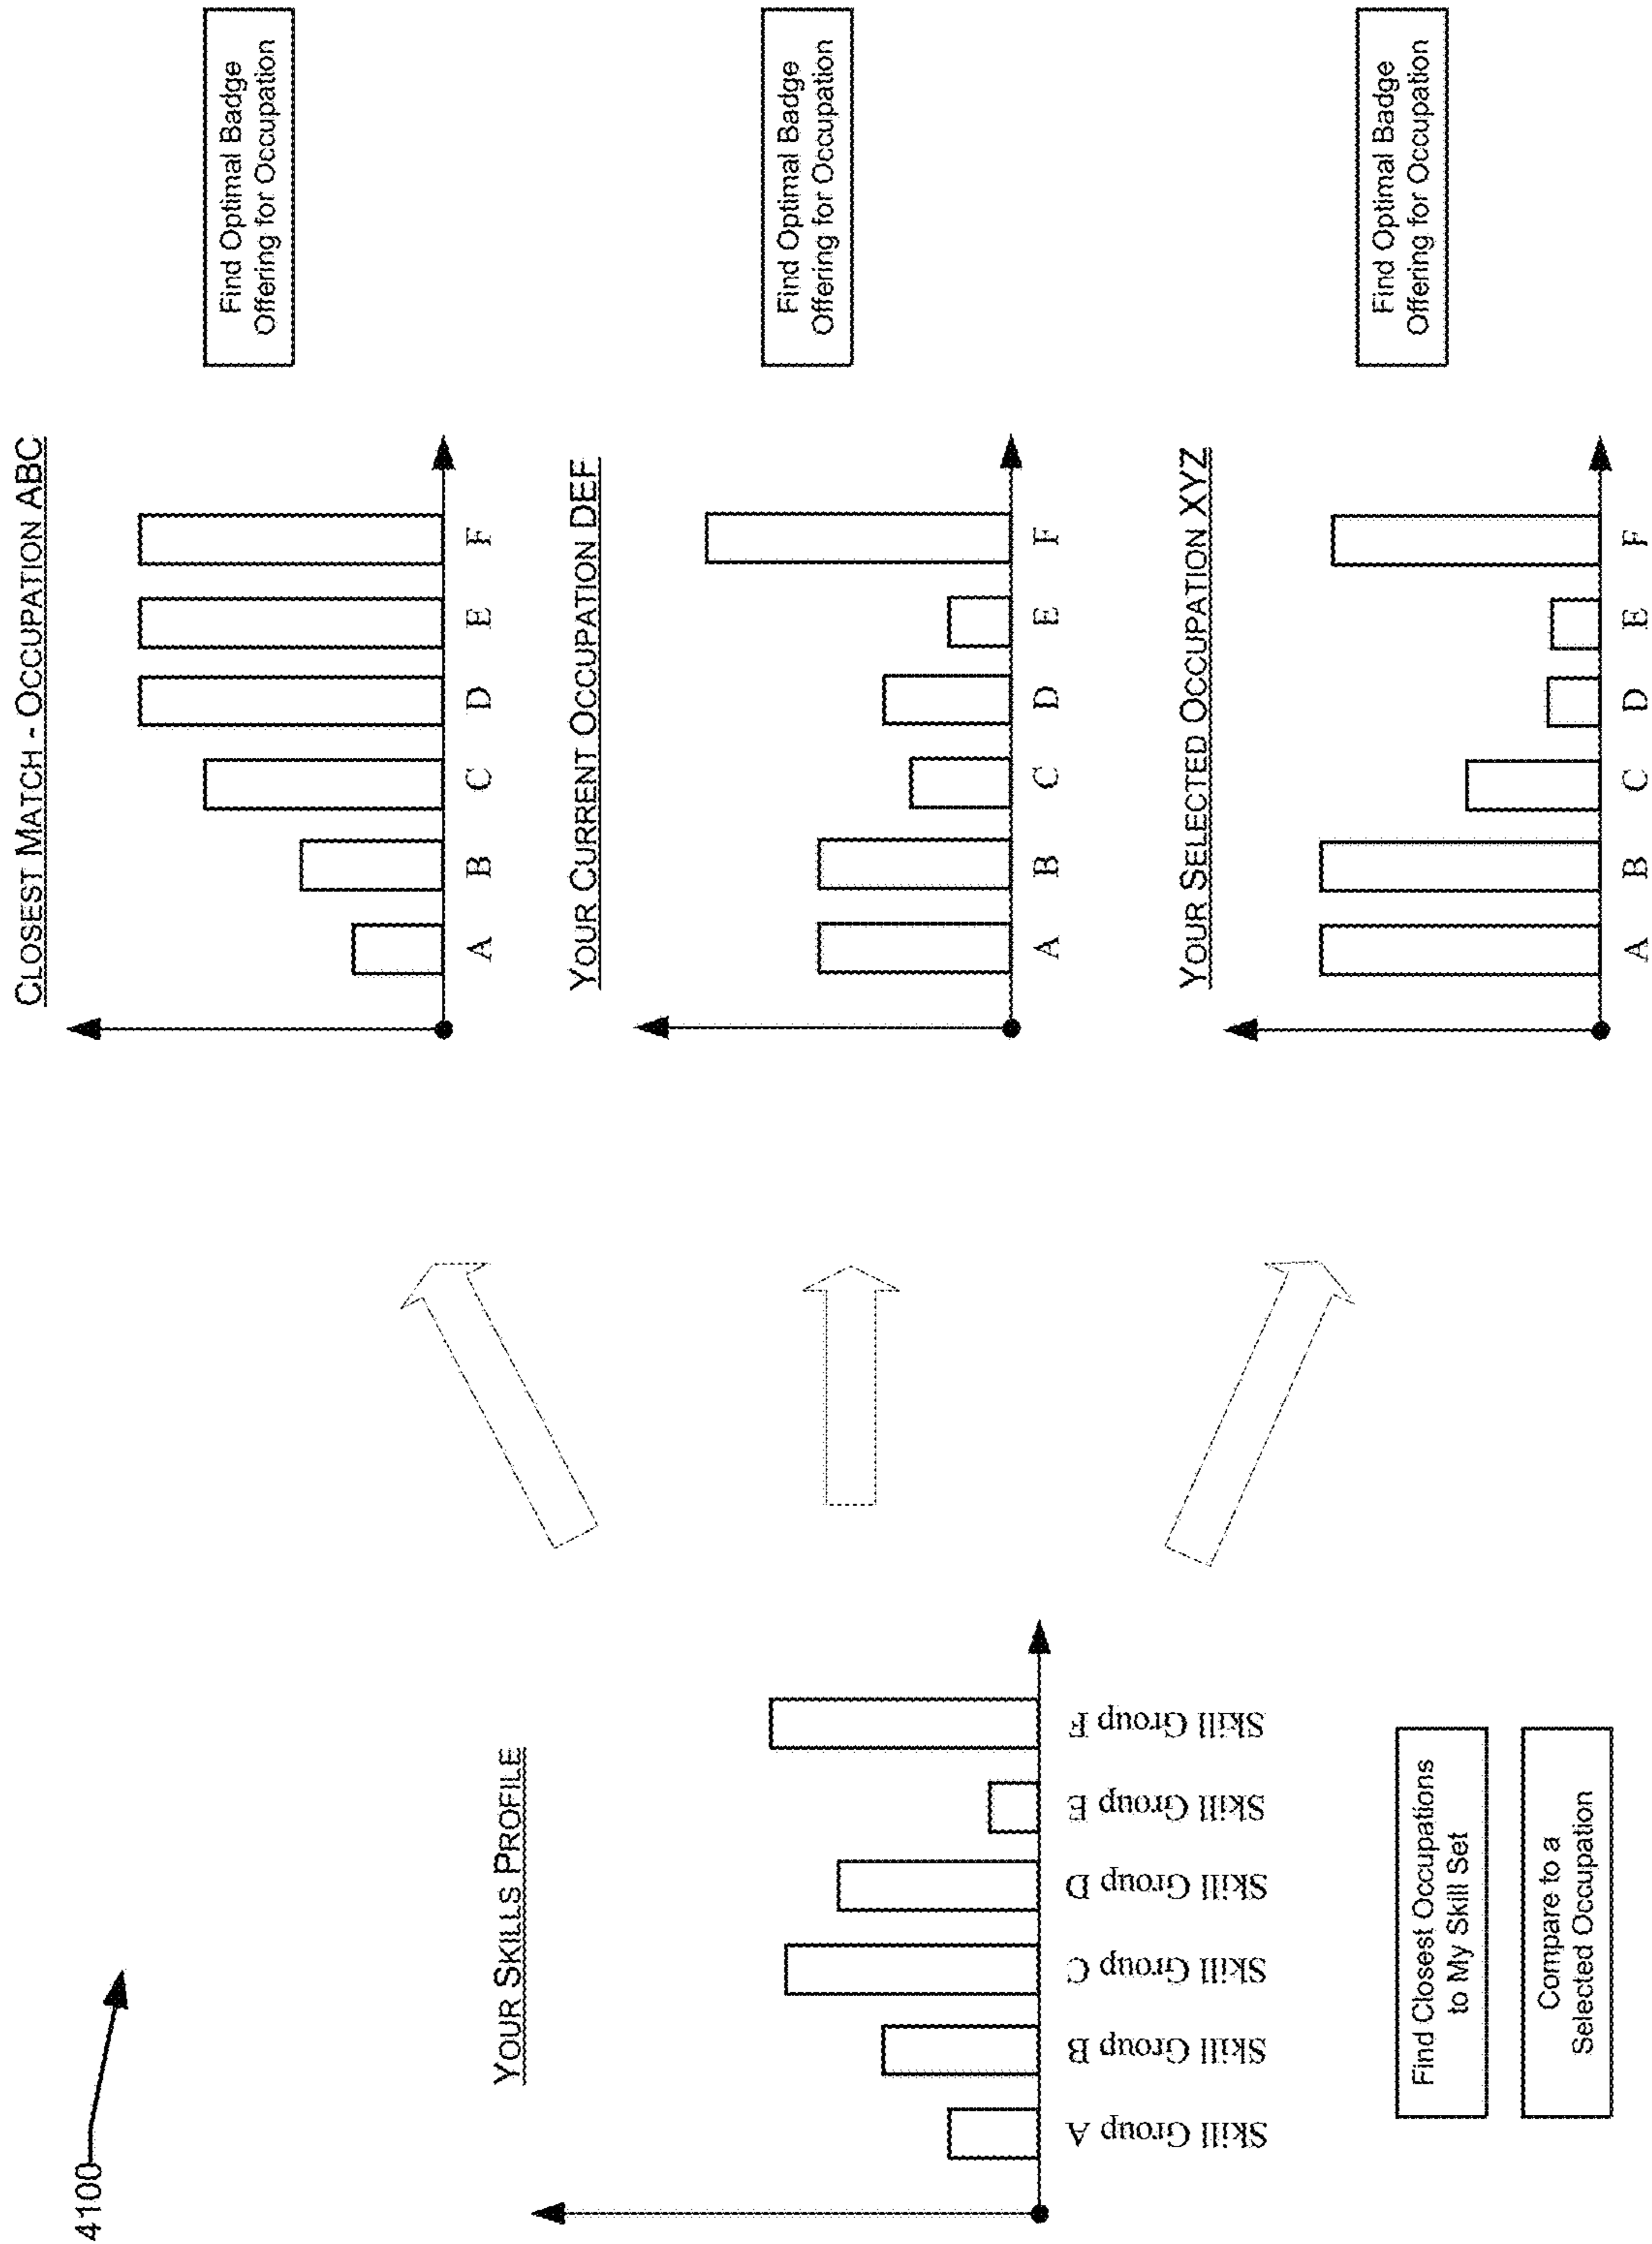 4100
YOUR SKILLS PROFILE
Skill Group A
Skill Group B
Skill Group C
Skill Group D
Skill Group E
Skill Group F
Find Closest Occupations
to My Skill Set
Compare to a
Selected Occupation
CLOSEST MATCH - OCCUPATION ABC
A B C D E F
Find Optimal Badge
Offering for Occupation
YOUR CURRENT OCCUPATION DEF
A B C D E F
Find Optimal Badge
Offering for Occupation
YOUR SELECTED OCCUPATION XYZ
A B C D E F
Find Optimal Badge
Offering for Occupation